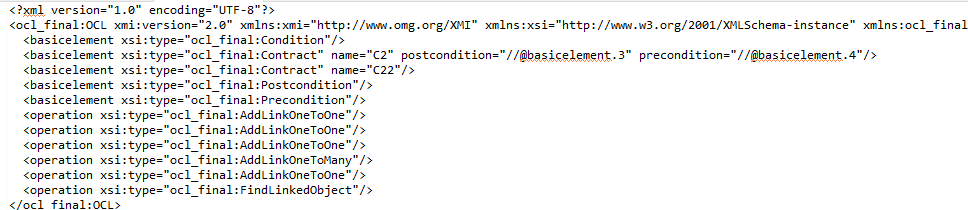 <?xml version="1.0" encoding="UTF-8"?>
<ocl_final:OCL xmi:version="2.0" xmlns:xmi="http://www.omg.org/XMI" xmlns:xsi="http://www.w3.org/2001/XMLSchema-instance" xmlns:ocl_final
<basicelement xsi:type="ocl_final:Condition"/>
<basicelement xsi:type="ocl_final:Contract" name="C2" postcondition="//@basicelement.3" precondition="//@basicelement.4"/>
<basicelement xsi:type="ocl_final:Contract" name="C22"/>
<basicelement xsi:type="ocl_final:Postcondition"/>
<basicelement xsi:type="ocl_final:Precondition"/>
<operation xsi:type="ocl_final:AddLinkOneToOne"/>
<operation xsi:type="ocl_final:AddLinkOneToOne"/>
<operation xsi:type="ocl_final:AddLinkOneToOne"/>
<operation xsi:type="ocl_final:AddLinkOneToMany"/>
<operation xsi:type="ocl_final:AddLinkOneToOne"/>
<operation xsi:type="ocl_final:FindLinkedObject"/>
</ocl_final:OCL>